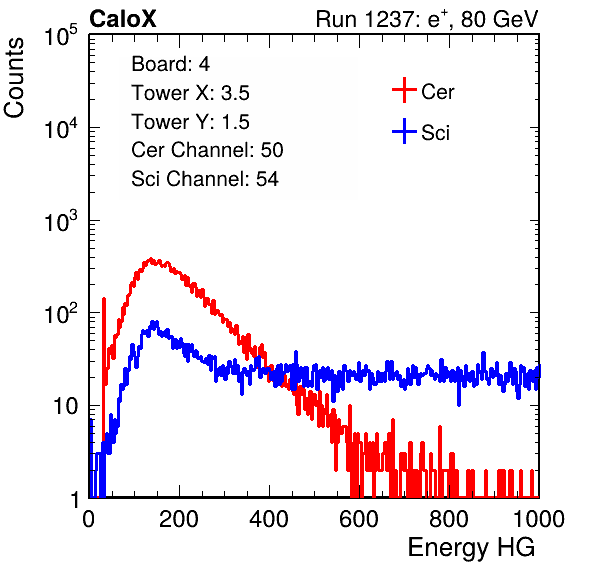 CaloX Run 1237: e⁺, 80 GeV
Counts
10⁵
10⁴
10³
10²
10
1
Board: 4
Tower X: 3.5
Tower Y: 1.5
Cer Channel: 50
Sci Channel: 54
Cer
Sci
0 200 400 600 800 1000
Energy HG